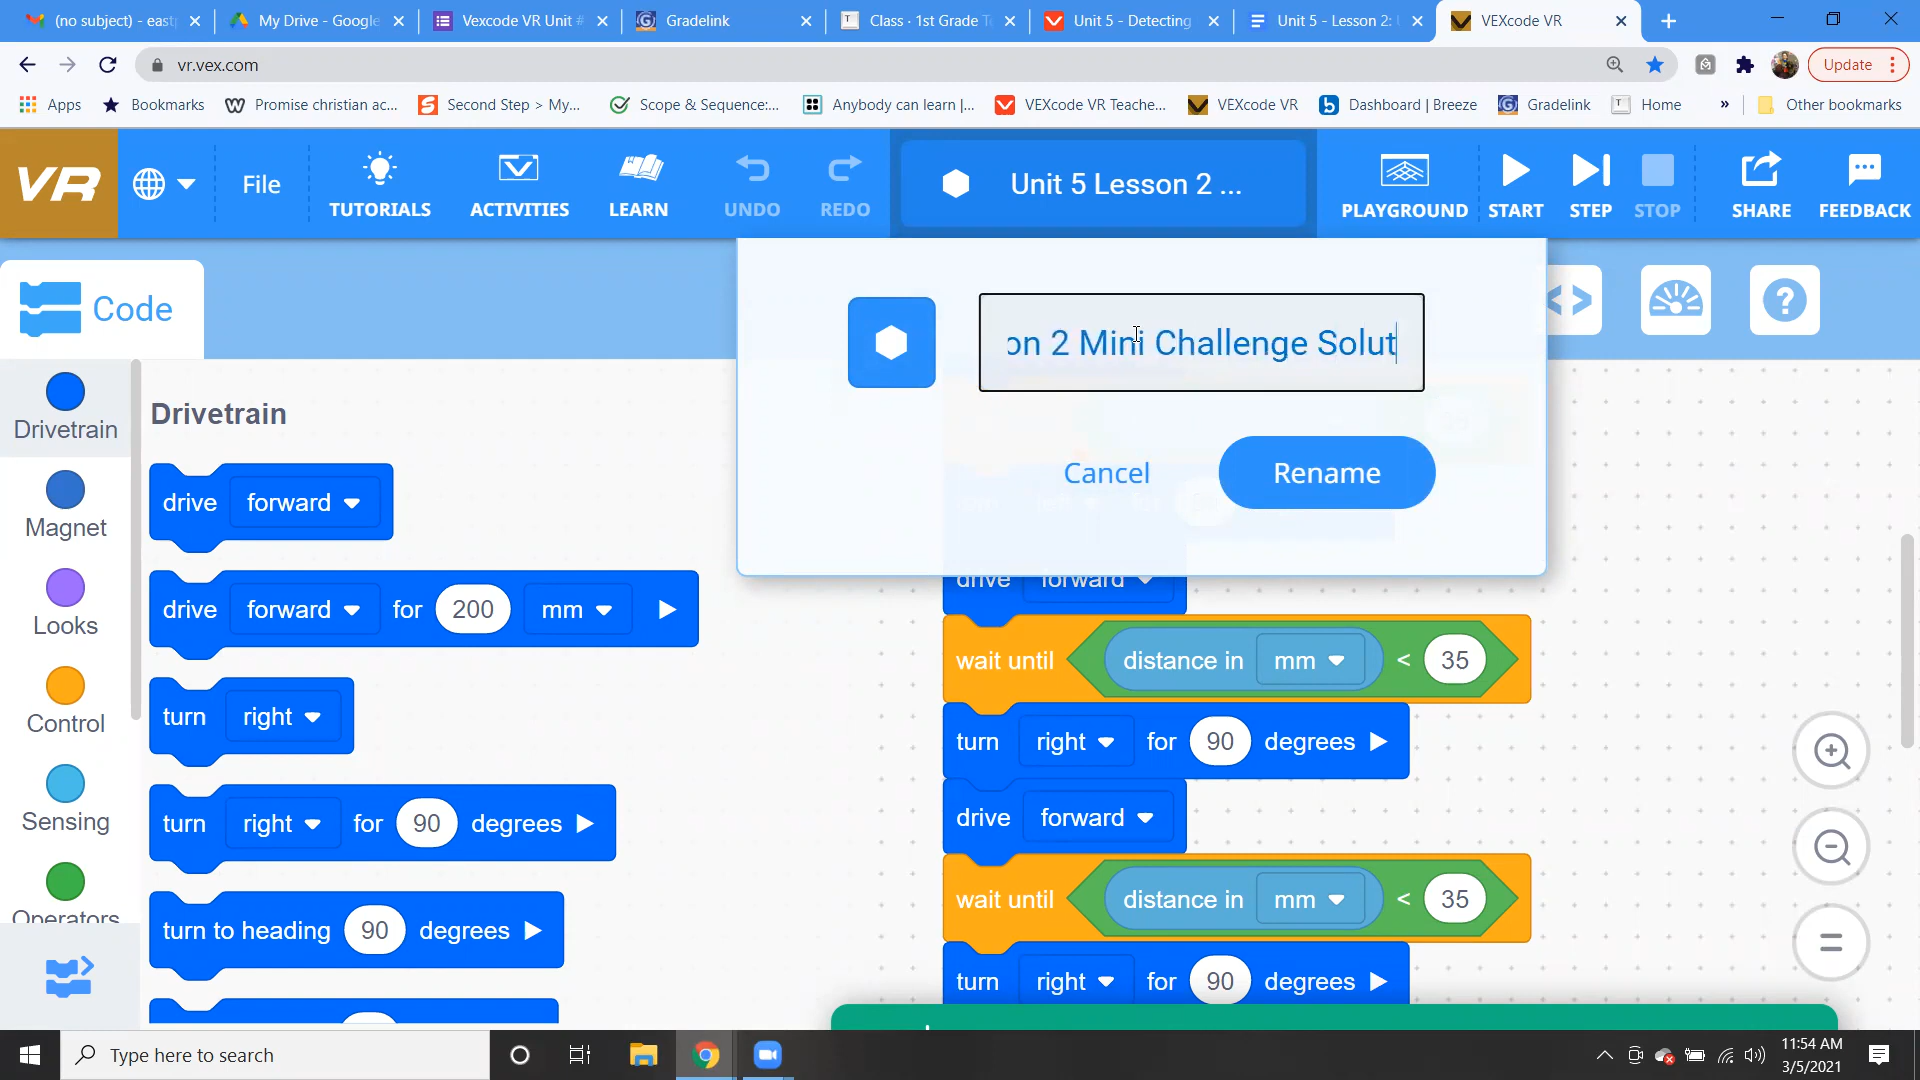 (no subject) - east
My Drive - Google
Vexcode VR Unit #
Gradelink
Class · 1st Grade T
Unit 5 - Detecting
Unit 5 - Lesson 2:
VEXcode VR
vr.vex.com
Update
Apps
Bookmarks
Promise christian ac...
Second Step > My...
Scope & Sequence:...
Anybody can learn |...
VEXcode VR Teache...
VEXcode VR
Dashboard | Breeze
Gradelink
Home
»
Other bookmarks
VR
File
TUTORIALS
ACTIVITIES
LEARN
UNDO
REDO
Unit 5 Lesson 2 ...
PLAYGROUND
START
STEP
STOP
SHARE
FEEDBACK
Code
on 2 Mini Challenge Solut
Cancel
Rename
Drivetrain
Magnet
Looks
Control
Sensing
Operators
Drivetrain
drive forward
drive forward for 200 mm
turn right
turn right for 90 degrees
turn to heading 90 degrees
drive forward
wait until distance in mm < 35
turn right for 90 degrees
drive forward
wait until distance in mm < 35
turn right for 90 degrees
Type here to search
11:54 AM
3/5/2021